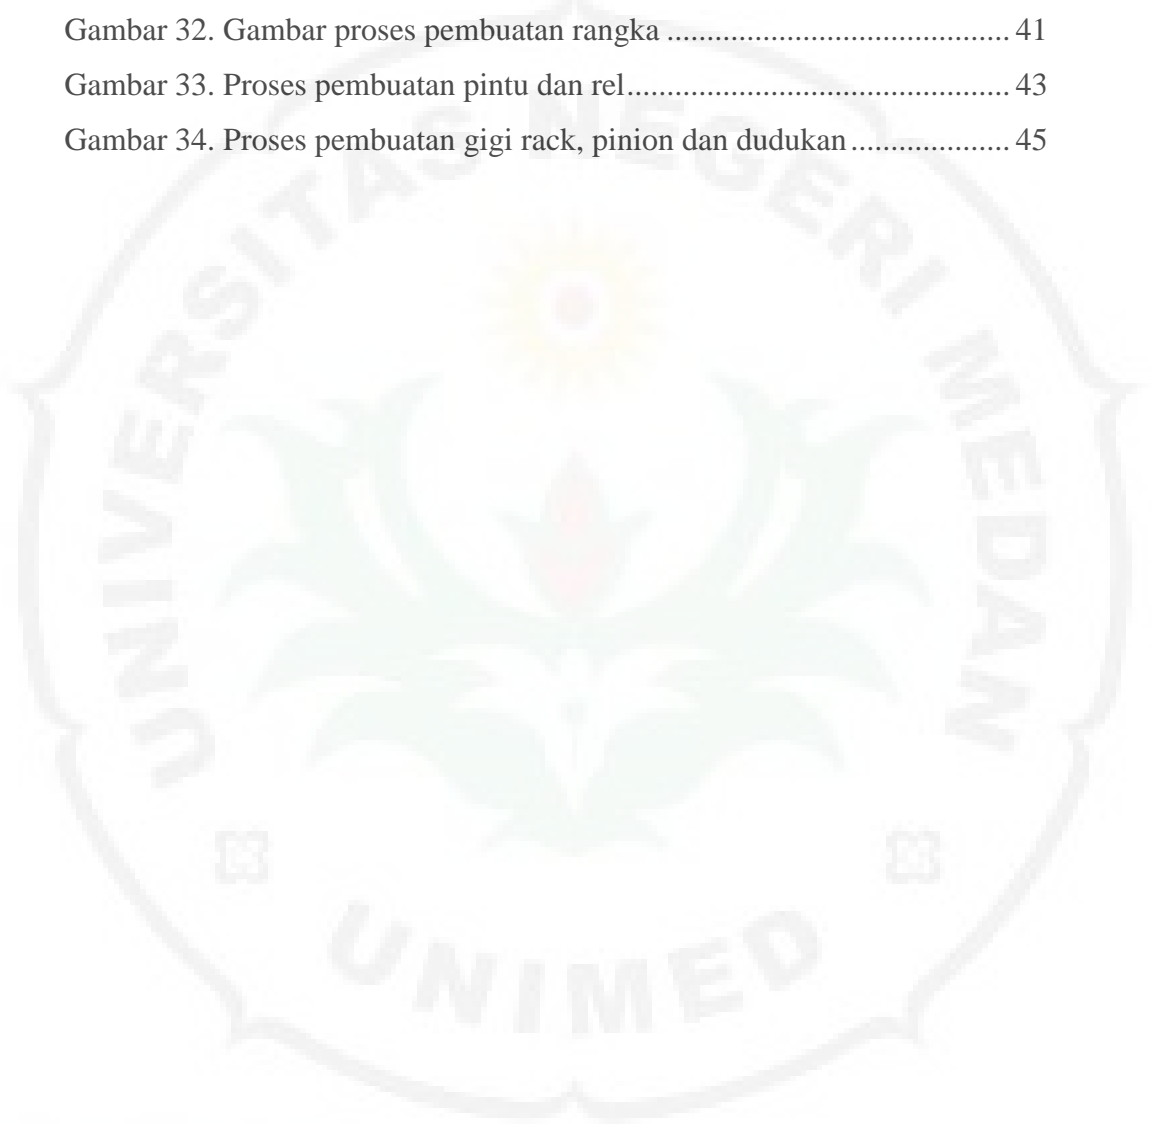 Gambar 32. Gambar proses pembuatan rangka ...................................... 41
Gambar 33. Proses pembuatan pintu dan rel........................................... 43
Gambar 34. Proses pembuatan gigi rack, pinion dan dudukan ................... 45
UNIVERSITAS NEGERI MEDAN
UNIMED